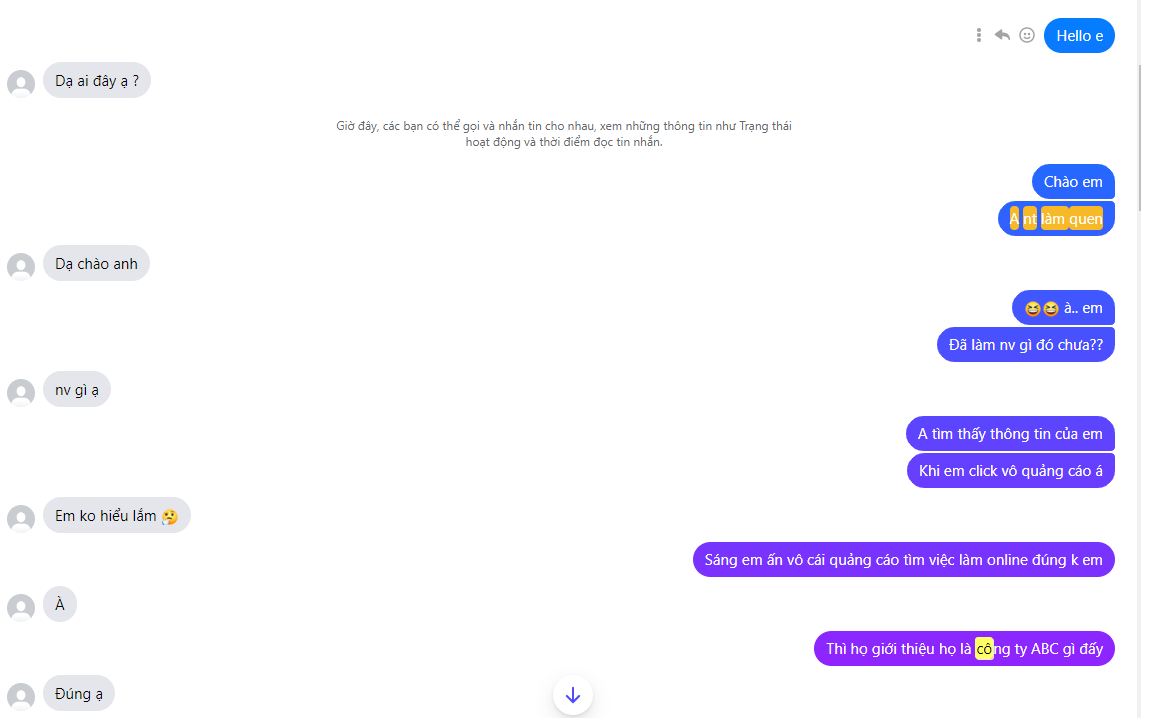 Hello e
Dạ ai đây ạ ?
Giờ đây, các bạn có thể gọi và nhắn tin cho nhau, xem những thông tin như Trạng thái
hoạt động và thời điểm đọc tin nhắn.
Chào em
A nt làm quen
Dạ chào anh
😆😆 à.. em
Đã làm nv gì đó chưa??
nv gì ạ
A tìm thấy thông tin của em
Khi em click vô quảng cáo á
Em ko hiểu lắm 🤔
Sáng em ấn vô cái quảng cáo tìm việc làm online đúng k em
À
Thì họ giới thiệu họ là công ty ABC gì đấy
Đúng ạ